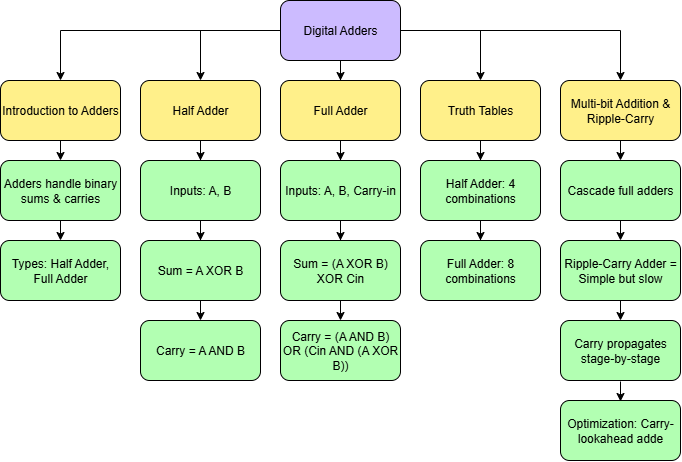 Digital Adders
Introduction to Adders
Half Adder
Full Adder
Truth Tables
Multi-bit Addition &
Ripple-Carry
Adders handle binary
sums & carries
Inputs: A, B
Inputs: A, B, Carry-in
Half Adder: 4
combinations
Cascade full adders
Types: Half Adder,
Full Adder
Sum = A XOR B
Sum = (A XOR B)
XOR Cin
Full Adder: 8
combinations
Ripple-Carry Adder =
Simple but slow
Carry = A AND B
Carry = (A AND B)
OR (Cin AND (A XOR
B))
Carry propagates
stage-by-stage
Optimization: Carry-
lookahead adde